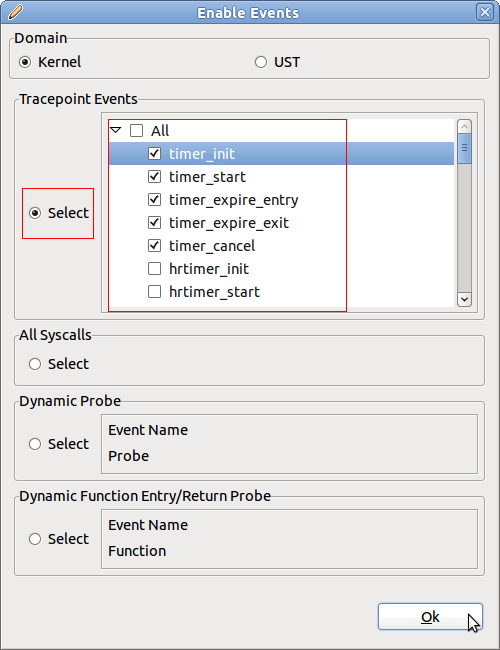 Enable Events
Domain
Kernel UST
Tracepoint Events
All
timer_init
timer_start
Select timer_expire_entry
timer_expire_exit
timer_cancel
hrtimer_init
hrtimer_start
All Syscalls
Select
Dynamic Probe
Event Name
Select
Probe
Dynamic Function Entry/Return Probe
Event Name
Select
Function
Ok